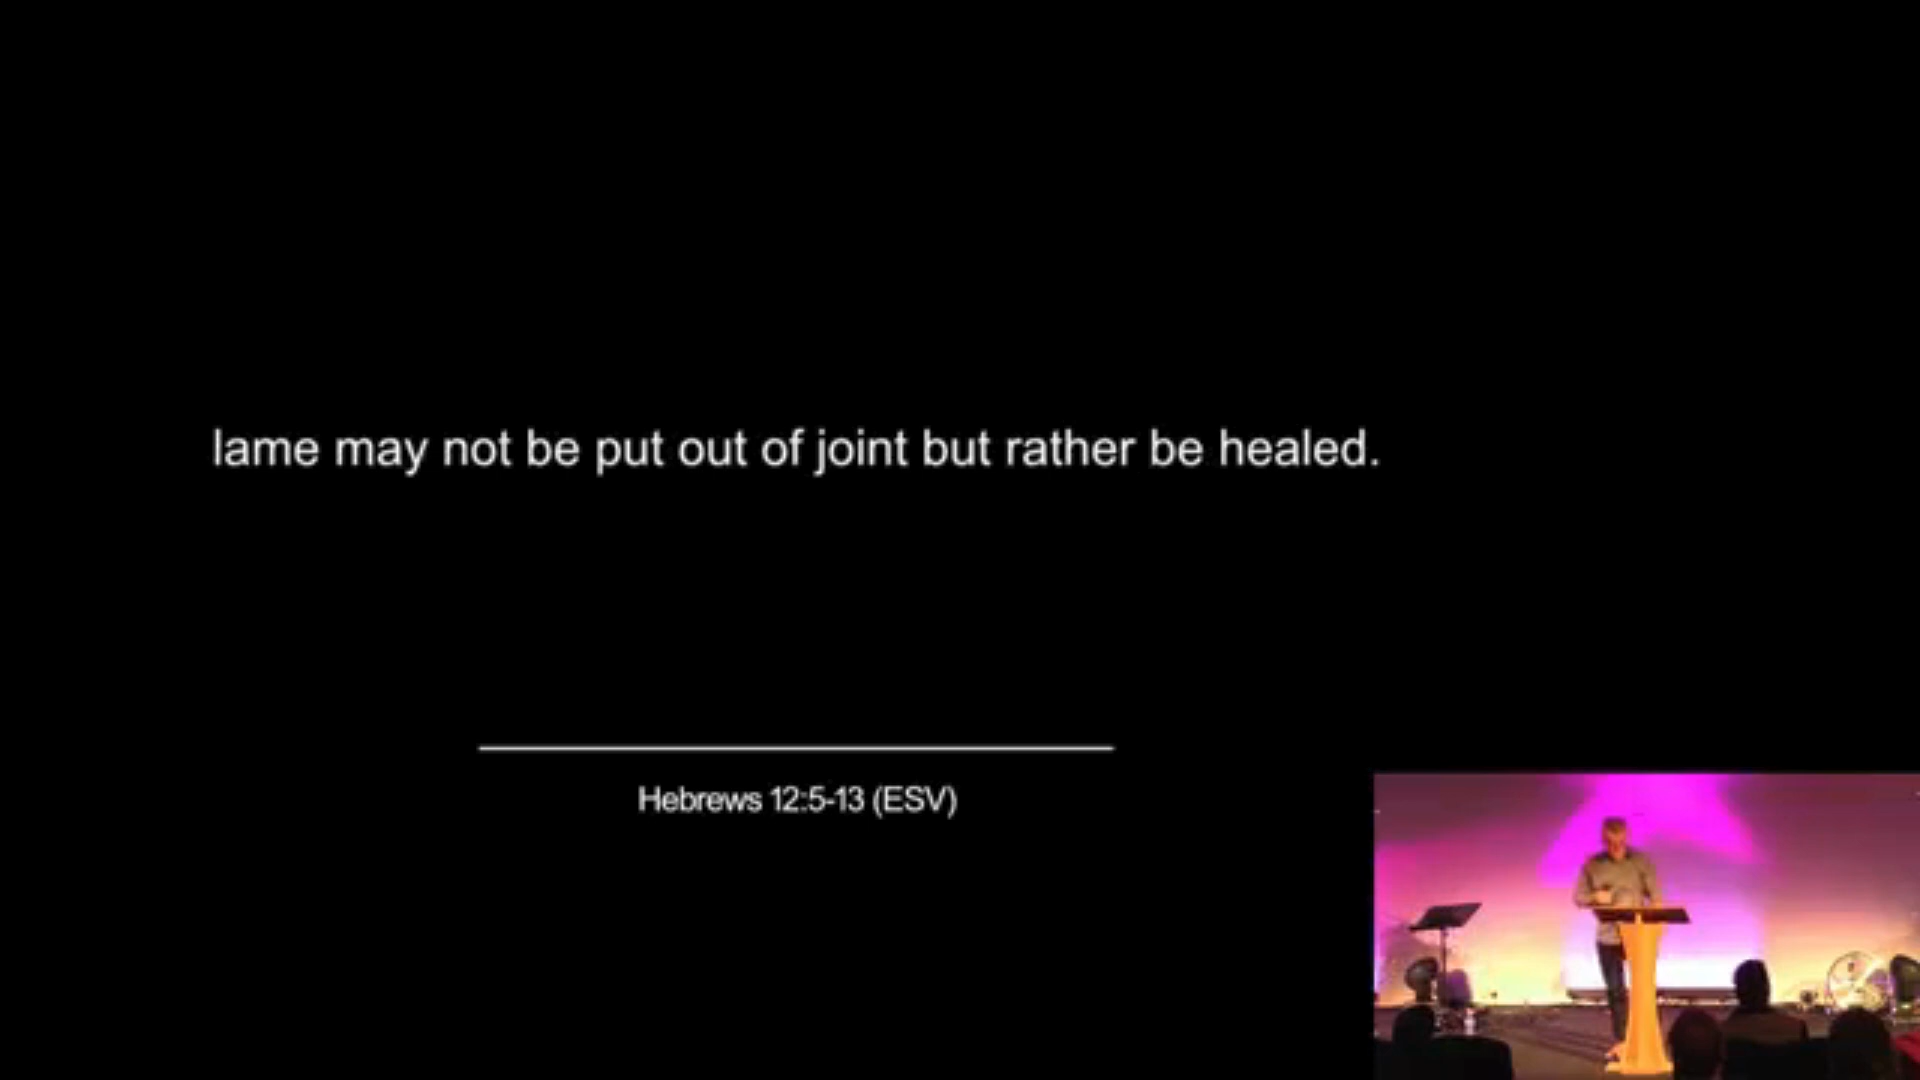 lame may not be put out of joint but rather be healed.
Hebrews 12:5-13 (ESV)